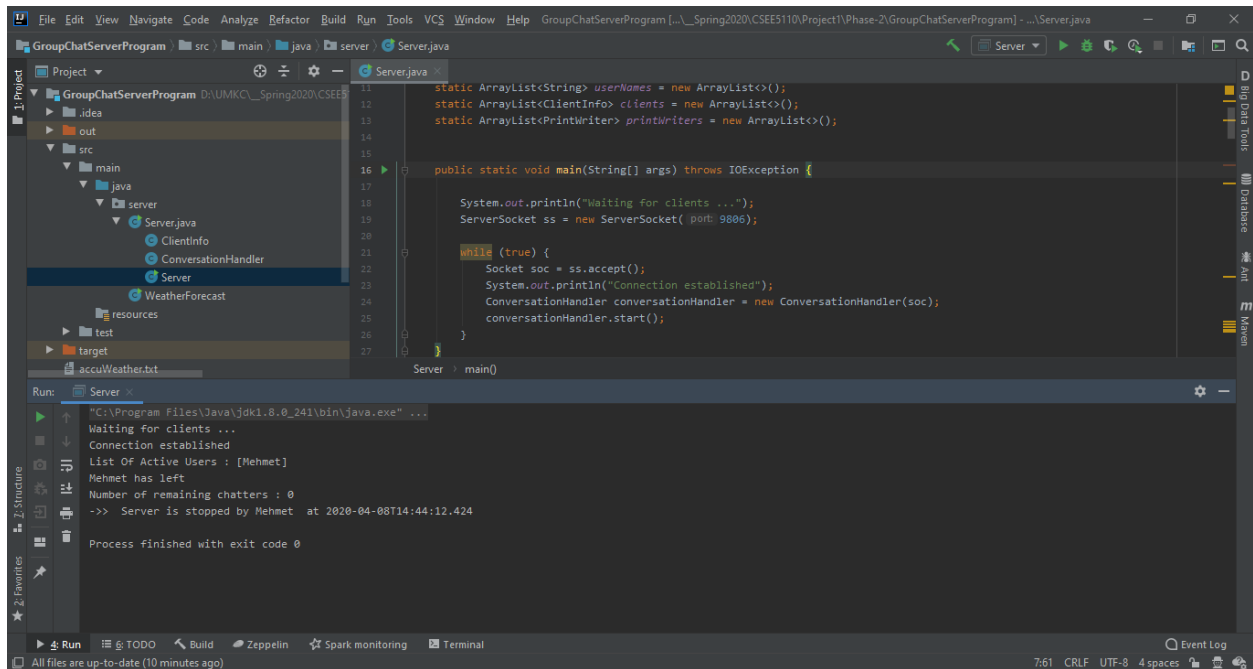 File Edit View Navigate Code Analyze Refactor Build Run Tools VCS Window Help GroupChatServerProgram [...\_Spring2020\CSEE5110\Project1\Phase-2\GroupChatServerProgram] - ...\Server.java
GroupChatServerProgram src main java server Server.java
Server
1: Project
Project
Server.java
GroupChatServerProgram D:\UMKC\_Spring2020\CSEE5
.idea
out
src
main
java
server
Server.java
ClientInfo
ConversationHandler
Server
WeatherForecast
resources
test
target
accuWeather.txt
11 static ArrayList<String> userNames = new ArrayList<>();
12 static ArrayList<ClientInfo> clients = new ArrayList<>();
13 static ArrayList<PrintWriter> printWriters = new ArrayList<>();
14
15
16 public static void main(String[] args) throws IOException {
17
18 System.out.println("Waiting for clients ...");
19 ServerSocket ss = new ServerSocket( port: 9806);
20
21 while (true) {
22 Socket soc = ss.accept();
23 System.out.println("Connection established");
24 ConversationHandler conversationHandler = new ConversationHandler(soc);
25 conversationHandler.start();
26 }
27 }
Server main()
D Big Data Tools
Database
Ant
m Maven
Run: Server
"C:\Program Files\Java\jdk1.8.0_241\bin\java.exe" ...
Waiting for clients ...
Connection established
List Of Active Users : [Mehmet]
Mehmet has left
Number of remaining chatters : 0
->> Server is stopped by Mehmet at 2020-04-08T14:44:12.424
Process finished with exit code 0
7: Structure
2: Favorites
4: Run 6: TODO Build Zeppelin Spark monitoring Terminal Event Log
All files are up-to-date (10 minutes ago) 7:61 CRLF UTF-8 4 spaces